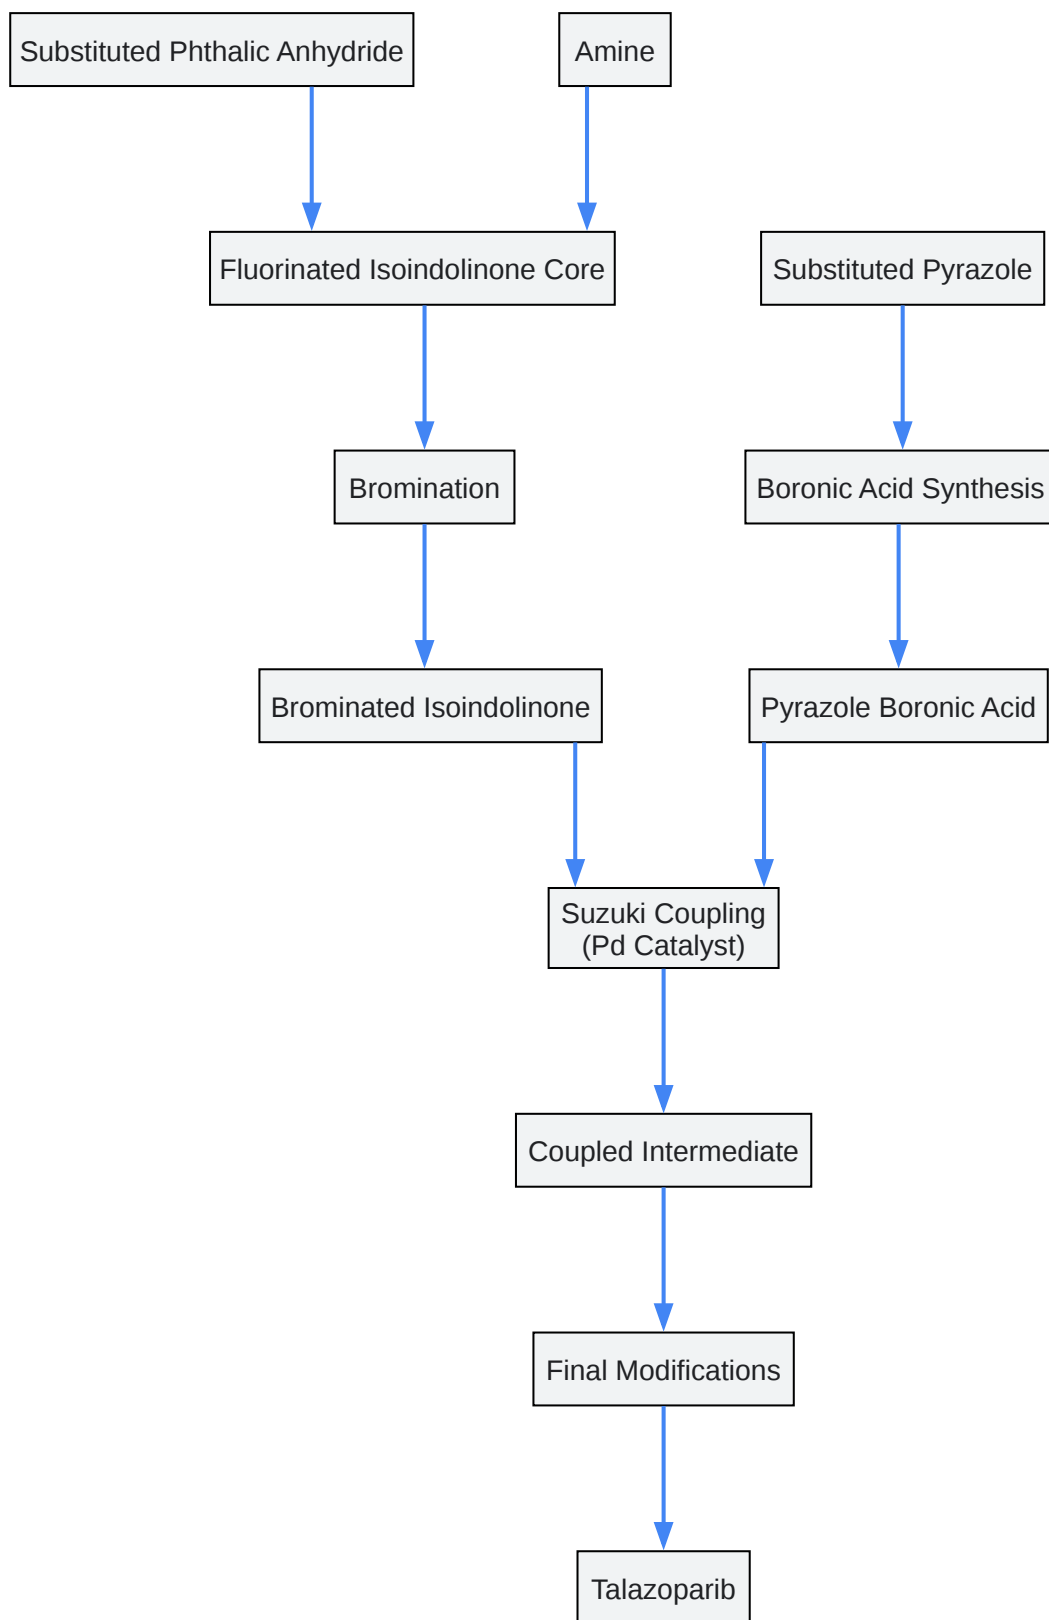 Substituted Phthalic Anhydride
Amine
Fluorinated Isoindolinone Core
Substituted Pyrazole
Bromination
Boronic Acid Synthesis
Brominated Isoindolinone
Pyrazole Boronic Acid
Suzuki Coupling
(Pd Catalyst)
Coupled Intermediate
Final Modifications
Talazoparib